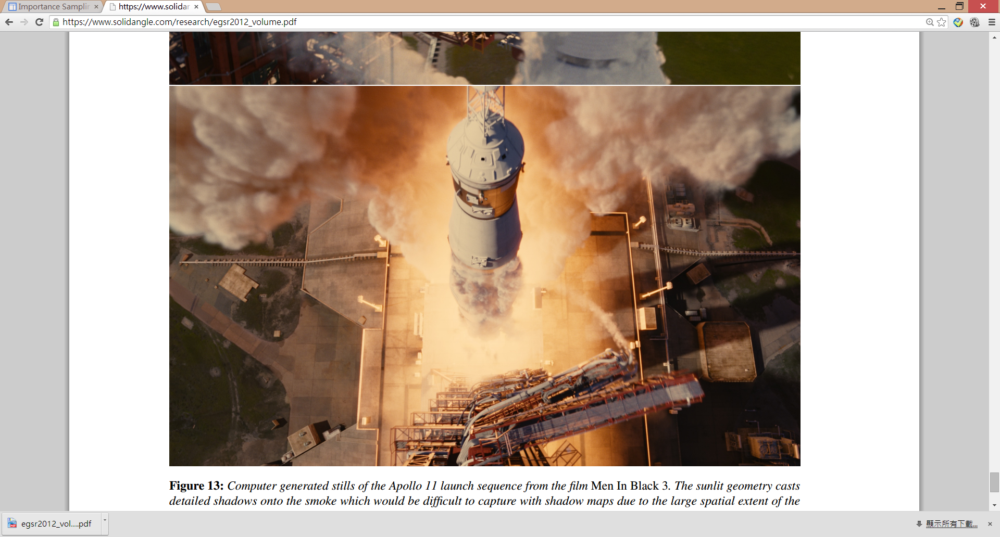 Importance Samplin
https://www.solidan
https://www.solidangle.com/research/egsr2012_volume.pdf
Figure 13: Computer generated stills of the Apollo 11 launch sequence from the film Men In Black 3. The sunlit geometry casts
detailed shadows onto the smoke which would be difficult to capture with shadow maps due to the large spatial extent of the
egsr2012_vol....pdf
顯示所有下載...